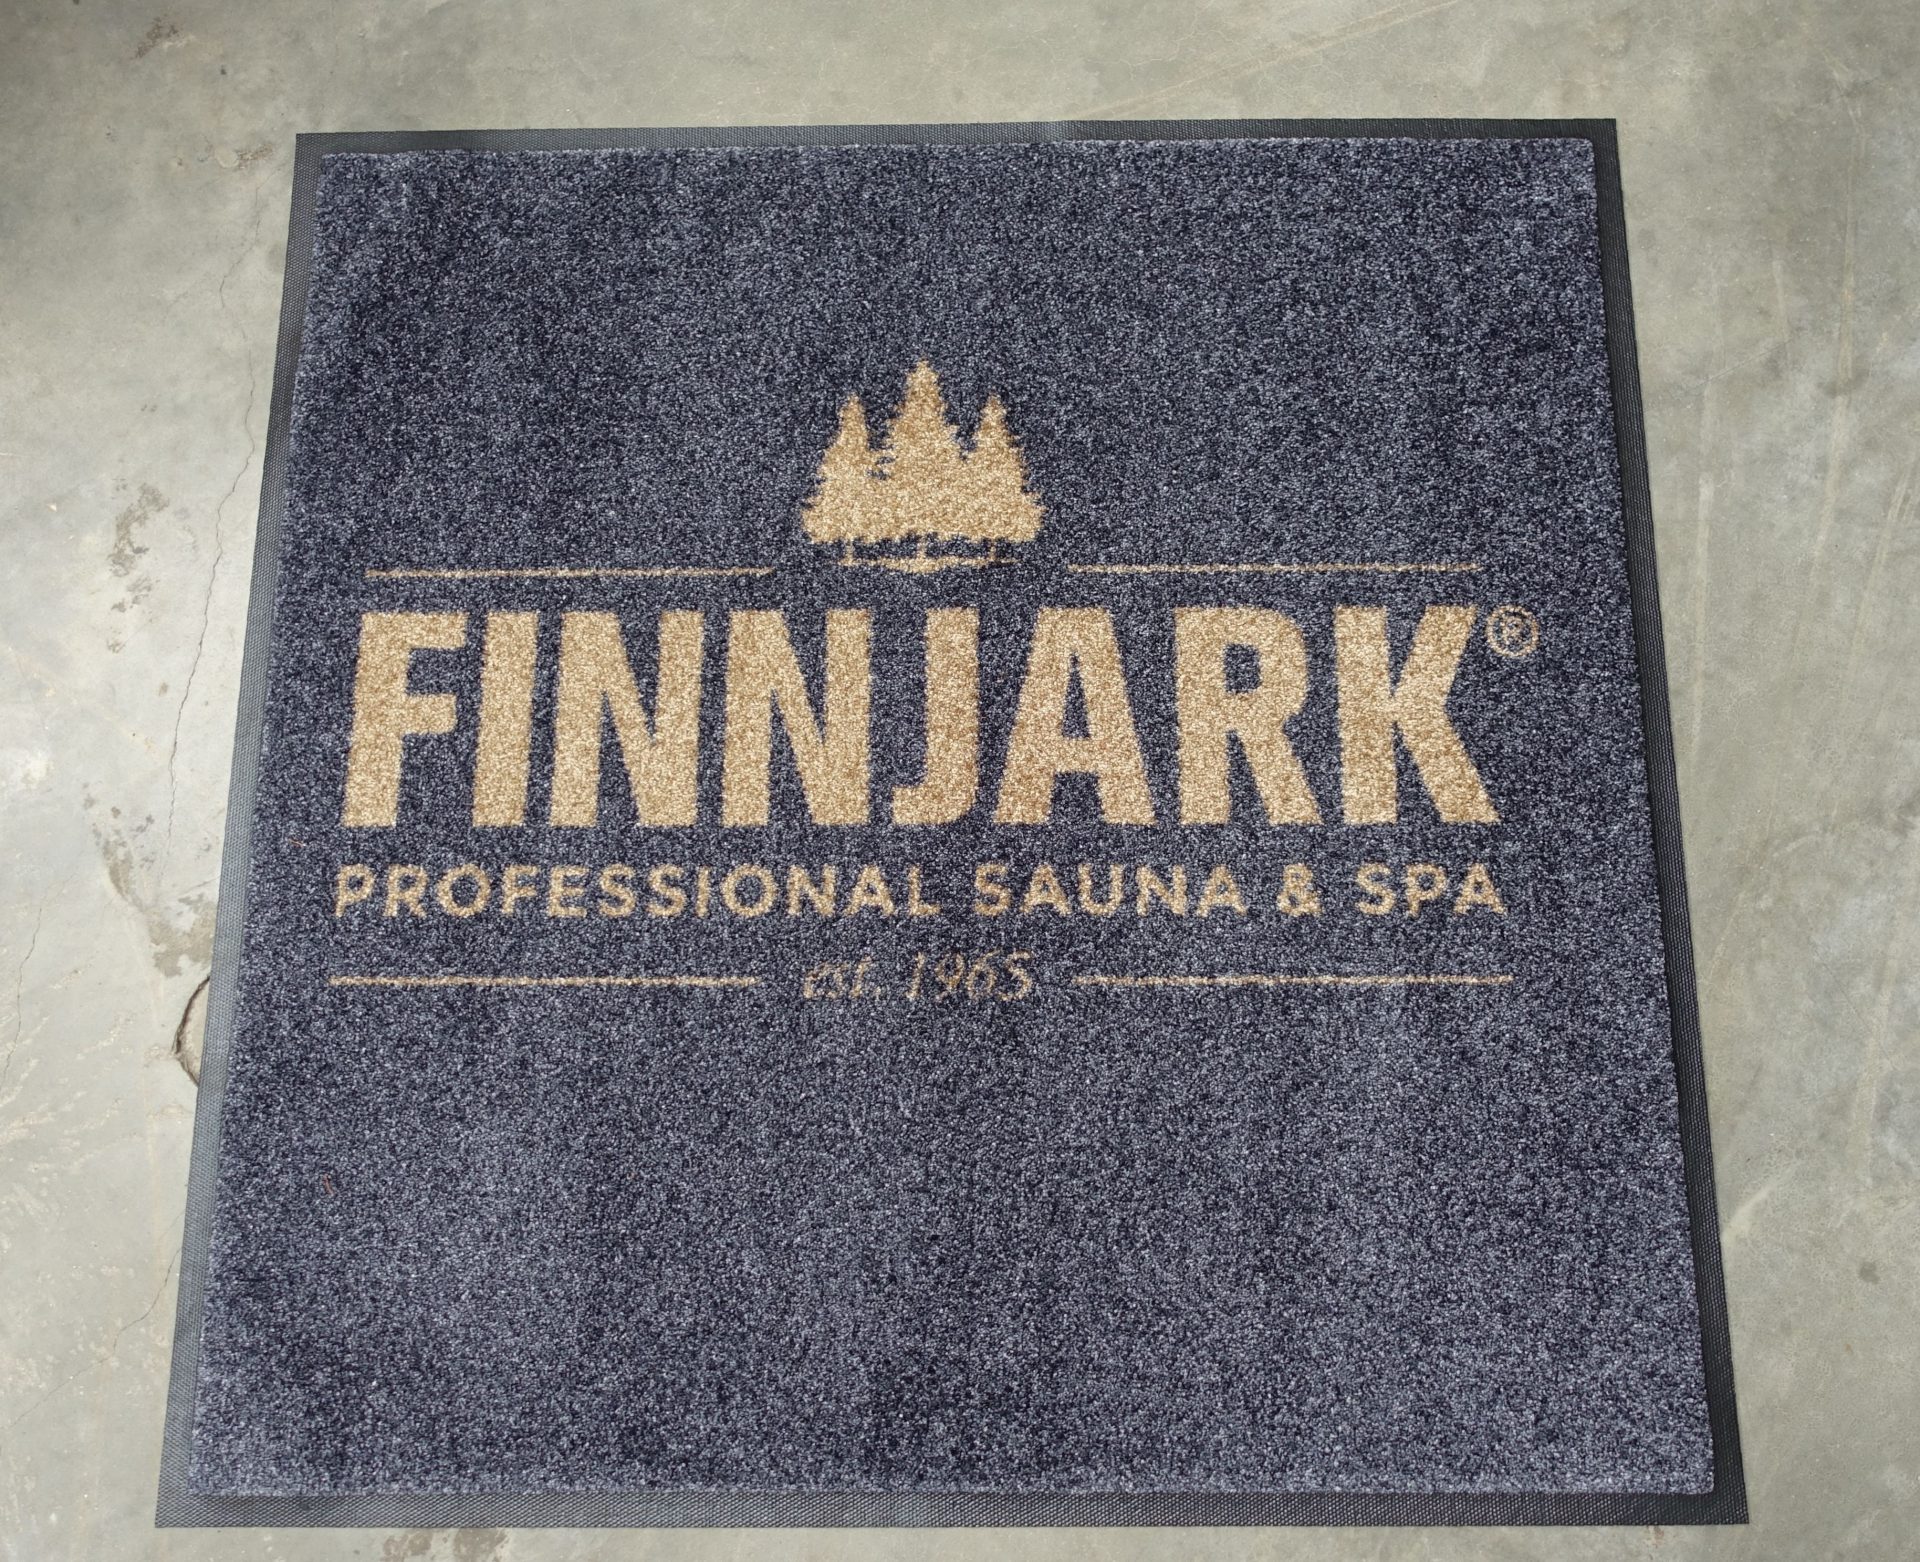 FINNJARK®
PROFESSIONAL SAUNA & SPA
est. 1965